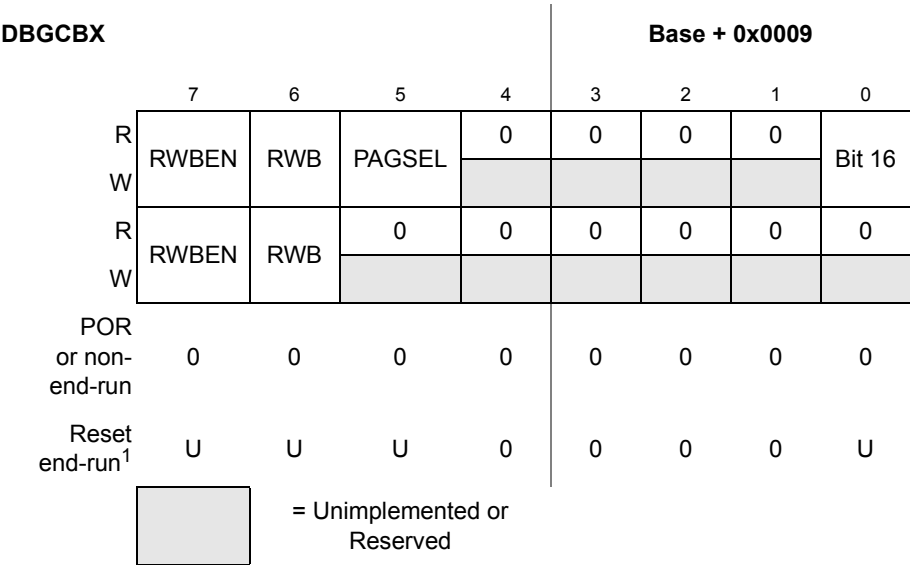 DBGCBX Base + 0x0009
7 6 5 4 3 2 1 0
R RWBEN RWB PAGSEL 0 0 0 0 Bit 16
W
R RWBEN RWB 0 0 0 0 0 0
W
POR
or non- 0 0 0 0 0 0 0 0
end-run
Reset
end-run1 U U U 0 0 0 0 U
= Unimplemented or
Reserved